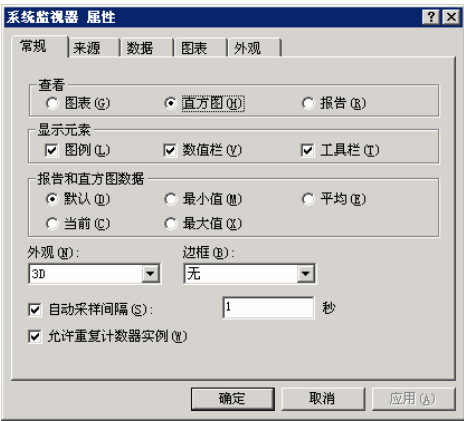 系统监视器 属性
常规 来源 数据 图表 外观
查看
图表(G) 直方图(H) 报告(R)
显示元素
图例(L) 数值栏(V) 工具栏(T)
报告和直方图数据
默认(D) 最小值(M) 平均(E)
当前(C) 最大值(X)
外观(N): 边框(B):
3D 无
自动采样间隔(S): 1 秒
允许重复计数器实例(W)
确定 取消 应用(A)